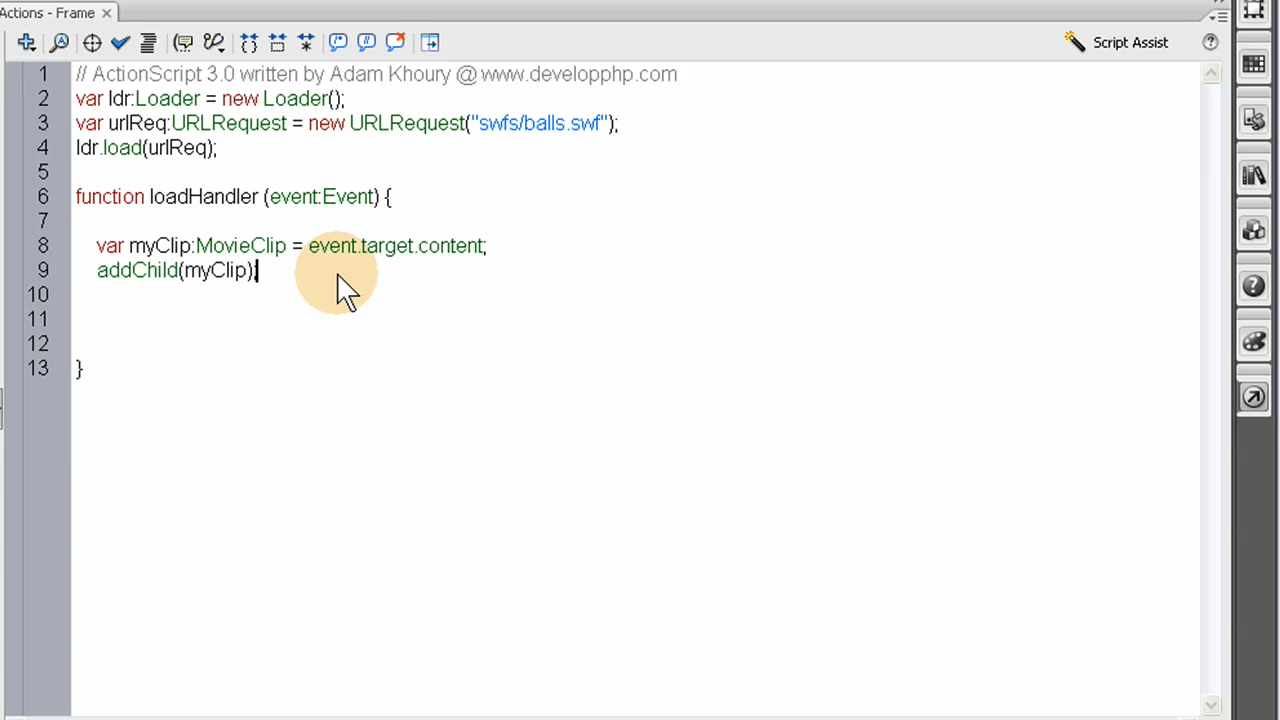 Actions - Frame ×
Script Assist
1 // ActionScript 3.0 written by Adam Khoury @ www.developphp.com
2 var ldr:Loader = new Loader();
3 var urlReq:URLRequest = new URLRequest("swfs/balls.swf");
4 ldr.load(urlReq);
5
6 function loadHandler (event:Event) {
7
8 var myClip:MovieClip = event.target.content;
9 addChild(myClip);
10
11
12
13 }